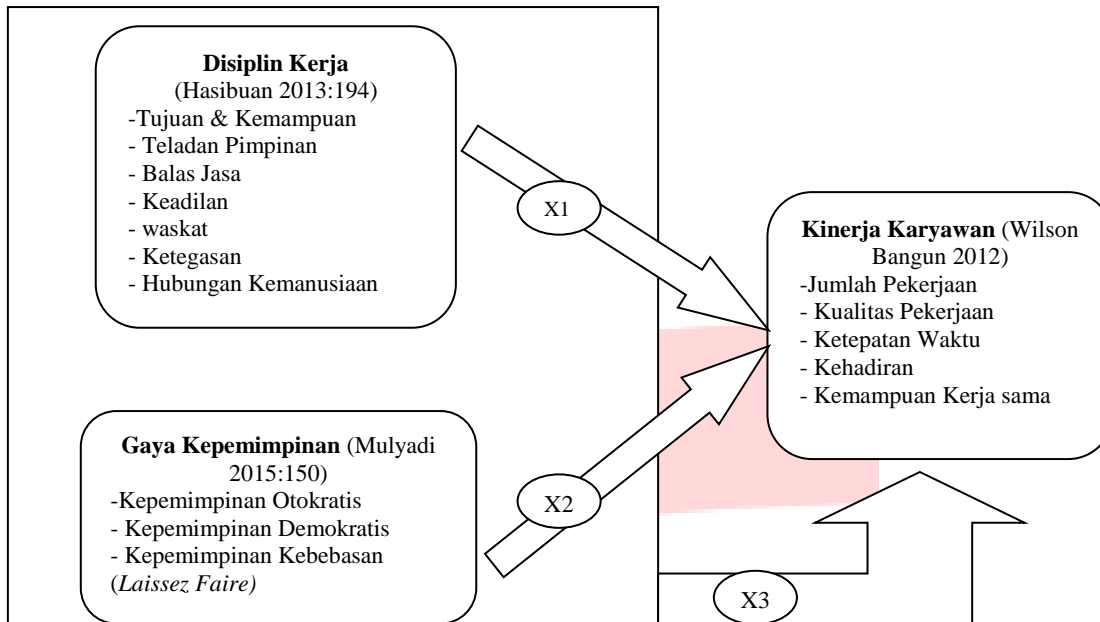 Disiplin Kerja
(Hasibuan 2013:194)
-Tujuan & Kemampuan
- Teladan Pimpinan
- Balas Jasa
- Keadilan
- waskat
- Ketegasan
- Hubungan Kemanusiaan
X1
Kinerja Karyawan (Wilson
Bangun 2012)
-Jumlah Pekerjaan
- Kualitas Pekerjaan
- Ketepatan Waktu
- Kehadiran
- Kemampuan Kerja sama
Gaya Kepemimpinan (Mulyadi
2015:150)
-Kepemimpinan Otokratis
- Kepemimpinan Demokratis
- Kepemimpinan Kebebasan
(Laissez Faire)
X2
X3